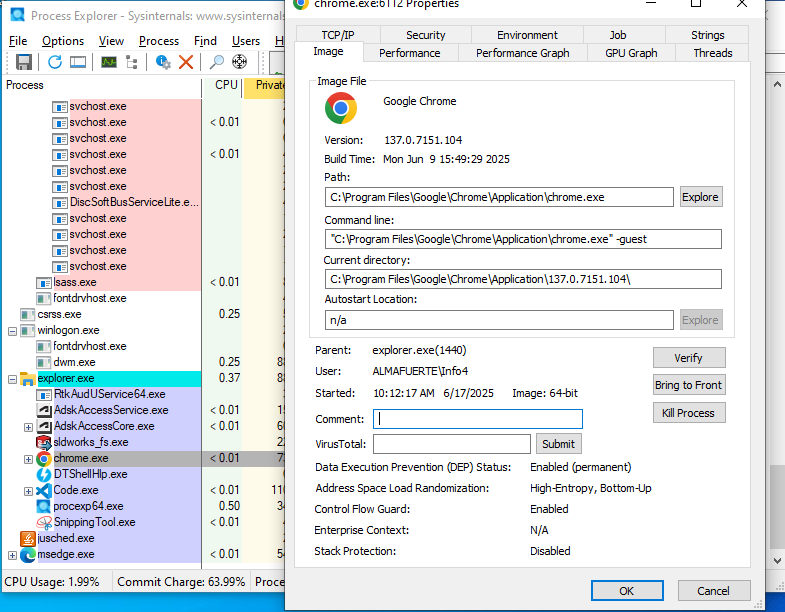 Process Explorer - Sysinternals: www.sysinternals
File Options View Process Find Users H
Process CPU Private
svchost.exe
svchost.exe < 0.01
svchost.exe
svchost.exe < 0.01
svchost.exe
svchost.exe
DiscSoftBusServiceLite.e...
svchost.exe
svchost.exe
svchost.exe
svchost.exe
lsass.exe < 0.01
fontdrvhost.exe
csrss.exe 0.25
winlogon.exe
fontdrvhost.exe
dwm.exe 0.25
explorer.exe 0.37
RtkAudUService64.exe
AdskAccessService.exe < 0.01
AdskAccessCore.exe < 0.01
sldworks_fs.exe
chrome.exe < 0.01
DTShellHlp.exe
Code.exe < 0.01
procexp64.exe 0.50
SnippingTool.exe < 0.01
jusched.exe
msedge.exe < 0.01
CPU Usage: 1.99% Commit Charge: 63.99% Proce
chrome.exe:6112 Properties
TCP/IP Security Environment Job Strings
Image Performance Performance Graph GPU Graph Threads
Image File
Google Chrome
Version: 137.0.7151.104
Build Time: Mon Jun 9 15:49:29 2025
Path:
C:\Program Files\Google\Chrome\Application\chrome.exe Explore
Command line:
"C:\Program Files\Google\Chrome\Application\chrome.exe" -guest
Current directory:
C:\Program Files\Google\Chrome\Application\137.0.7151.104\
Autostart Location:
n/a Explore
Parent: explorer.exe(1440)
Verify
User: ALMAFUERTE\Info4
Bring to Front
Started: 10:12:17 AM 6/17/2025 Image: 64-bit
Kill Process
Comment:
VirusTotal: Submit
Data Execution Prevention (DEP) Status: Enabled (permanent)
Address Space Load Randomization: High-Entropy, Bottom-Up
Control Flow Guard: Enabled
Enterprise Context: N/A
Stack Protection: Disabled
OK Cancel